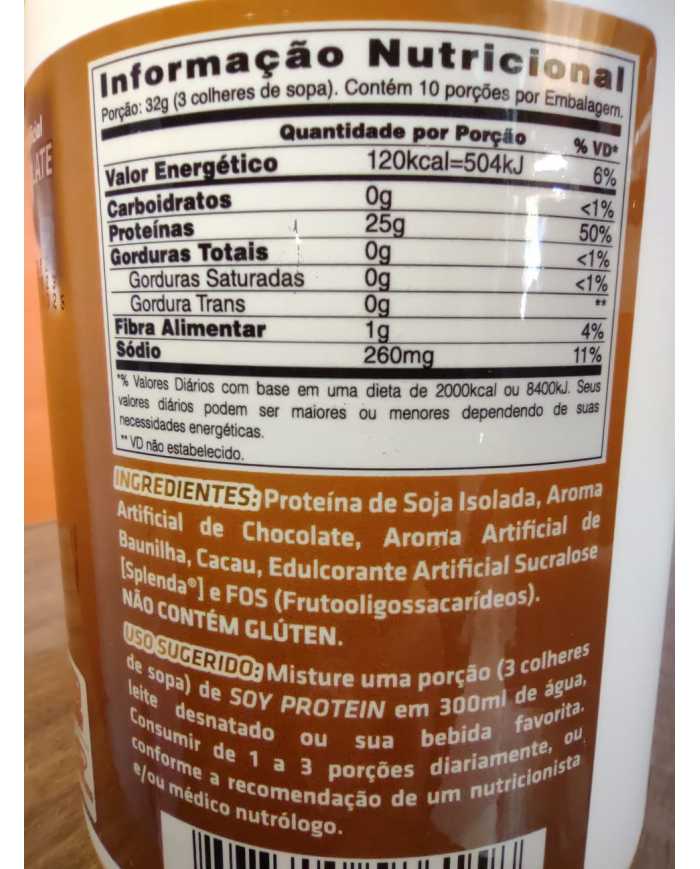 Informação Nutricional
Porção: 32g (3 colheres de sopa). Contém 10 porções por Embalagem.
Quantidade por Porção % VD*
Valor Energético 120kcal=504kJ 6%
Carboidratos 0g <1%
Proteínas 25g 50%
Gorduras Totais 0g <1%
Gorduras Saturadas 0g <1%
Gordura Trans 0g **
Fibra Alimentar 1g 4%
Sódio 260mg 11%
*% Valores Diários com base em uma dieta de 2000kcal ou 8400kJ. Seus
valores diários podem ser maiores ou menores dependendo de suas
necessidades energéticas.
** VD não estabelecido.
INGREDIENTES: Proteína de Soja Isolada, Aroma
Artificial de Chocolate, Aroma Artificial de
Baunilha, Cacau, Edulcorante Artificial Sucralose
[Splenda®] e FOS (Frutooligossacarídeos).
NÃO CONTÉM GLÚTEN.
USO SUGERIDO: Misture uma porção (3 colheres
de sopa) de SOY PROTEIN em 300ml de água,
leite desnatado ou sua bebida favorita.
Consumir de 1 a 3 porções diariamente, ou
conforme a recomendação de um nutricionista
e/ou médico nutrólogo.